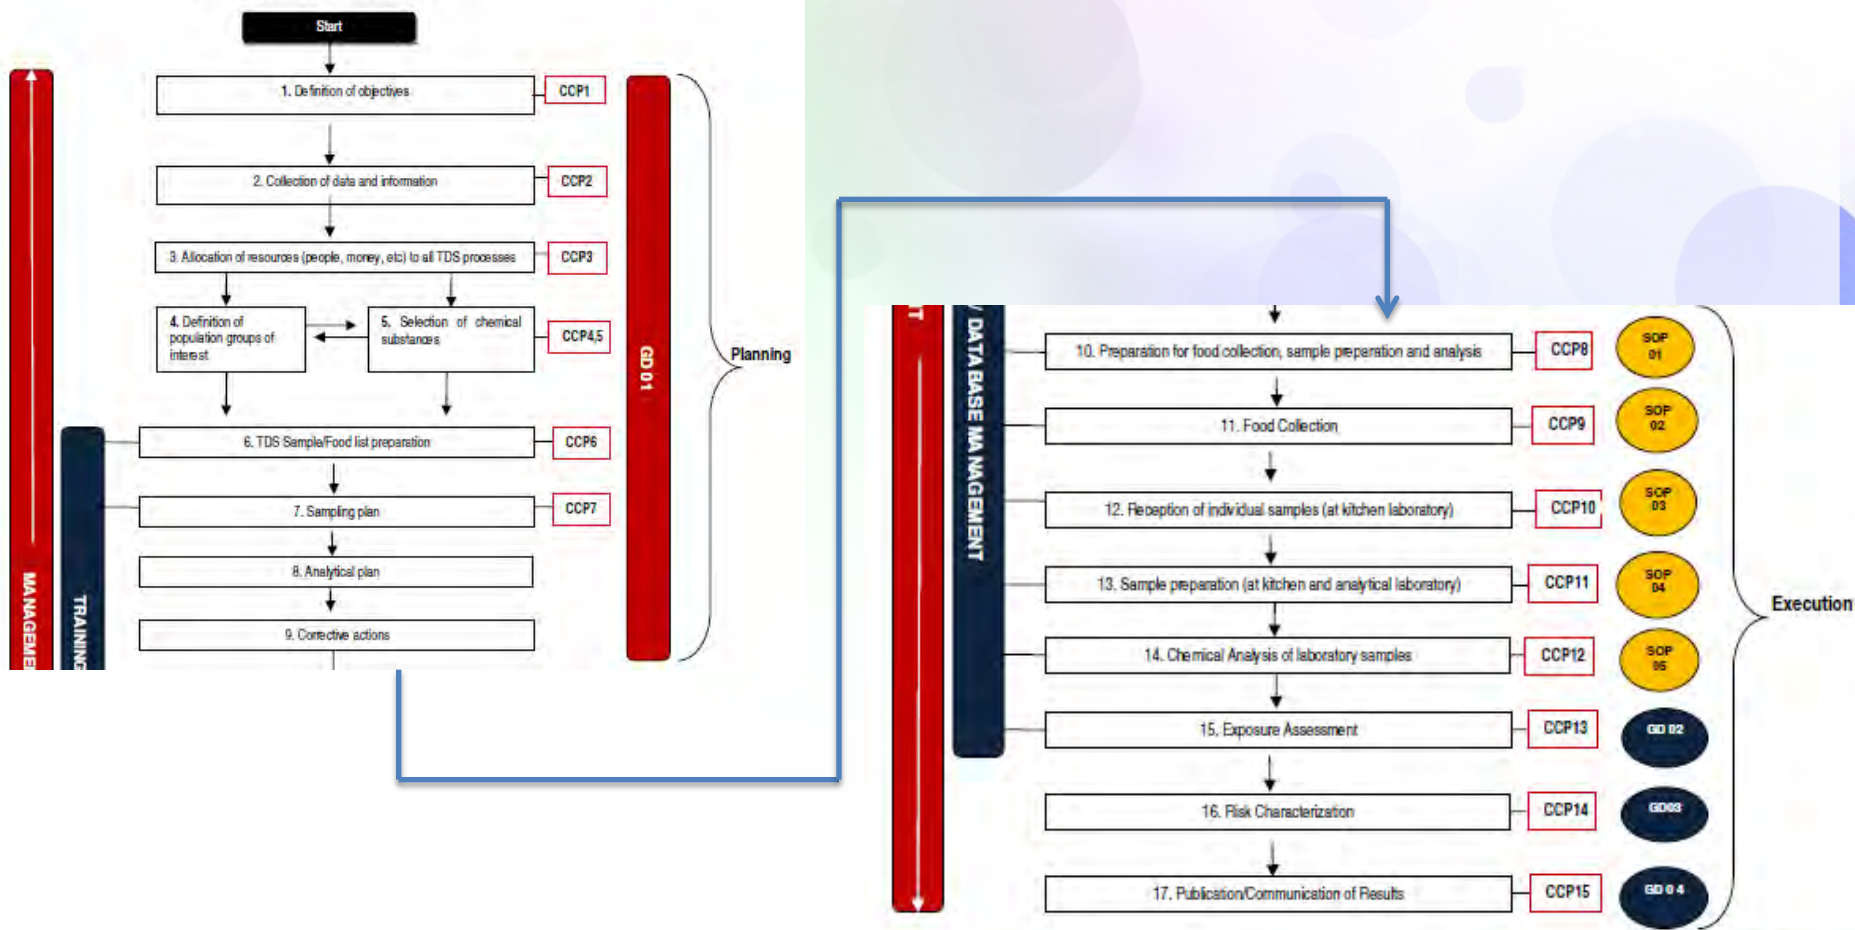 Start
1. Definition of objectives
CCP1
2. Collection of data and information
CCP2
3. Allocation of resources (people, money, etc) to all TDS processes
CCP3
4. Definition of
population groups of
interest
5. Selection of chemical
substances
CCP4,5
6. TDS Sample/Food list preparation
CCP6
7. Sampling plan
CCP7
8. Analytical plan
9. Corrective actions
MANAGEME
TRAINING
GD 01
Planning
T
/ DATA BASE MANAGEMENT
10. Preparation for food collection, sample preparation and analysis
CCP8
SOP
01
11. Food Collection
CCP9
SOP
02
12. Reception of individual samples (at kitchen laboratory)
CCP10
SOP
03
13. Sample preparation (at kitchen and analytical laboratory)
CCP11
SOP
04
14. Chemical Analysis of laboratory samples
CCP12
SOP
05
15. Exposure Assessment
CCP13
GD 02
16. Risk Characterization
CCP14
GD03
17. Publication/Communication of Results
CCP15
GD 0 4
Execution